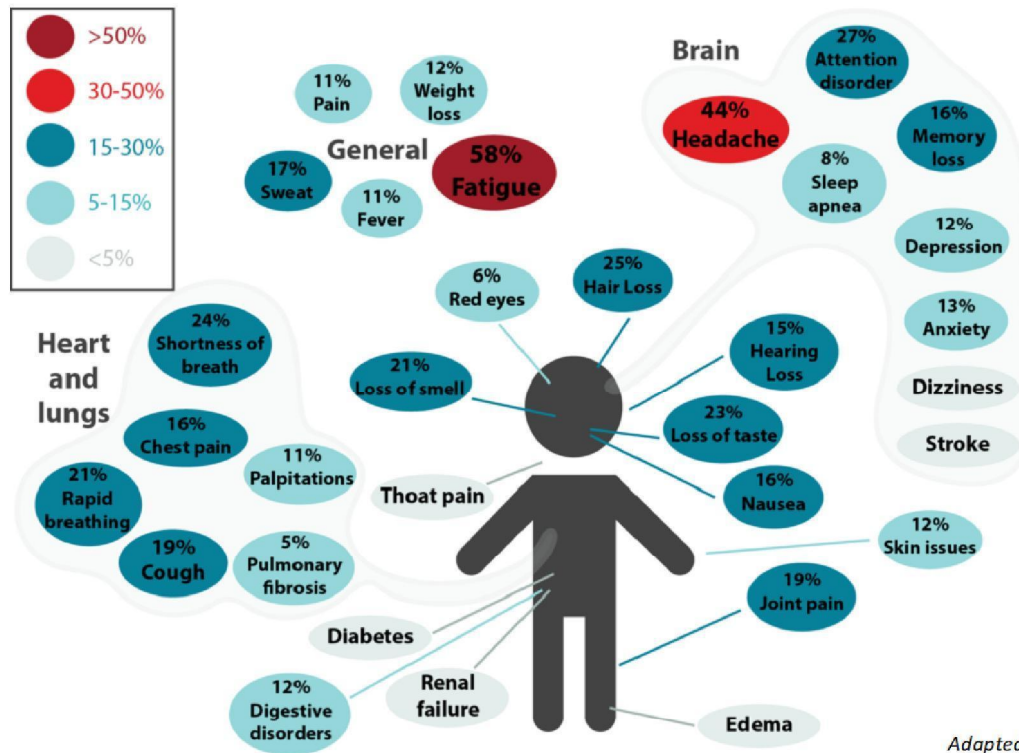 >50%
30-50%
15-30%
5-15%
<5%
11%
Pain
12%
Weight
loss
General
17%
Sweat
11%
Fever
58%
Fatigue
Brain
27%
Attention
disorder
44%
Headache
16%
Memory
loss
8%
Sleep
apnea
12%
Depression
13%
Anxiety
Dizziness
Stroke
6%
Red eyes
25%
Hair Loss
21%
Loss of smell
15%
Hearing
Loss
23%
Loss of taste
16%
Nausea
Thoat pain
Heart
and
lungs
24%
Shortness of
breath
16%
Chest pain
11%
Palpitations
21%
Rapid
breathing
19%
Cough
5%
Pulmonary
fibrosis
12%
Skin issues
19%
Joint pain
Diabetes
12%
Digestive
disorders
Renal
failure
Edema
Adapted